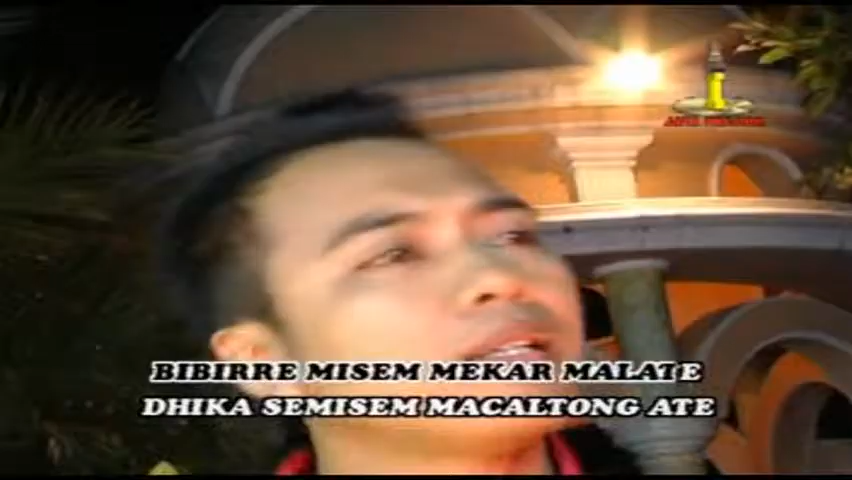 BIBIRRE MISEM MEKAR MALATE
DHIKA SEMISEM MACALTONG ATE